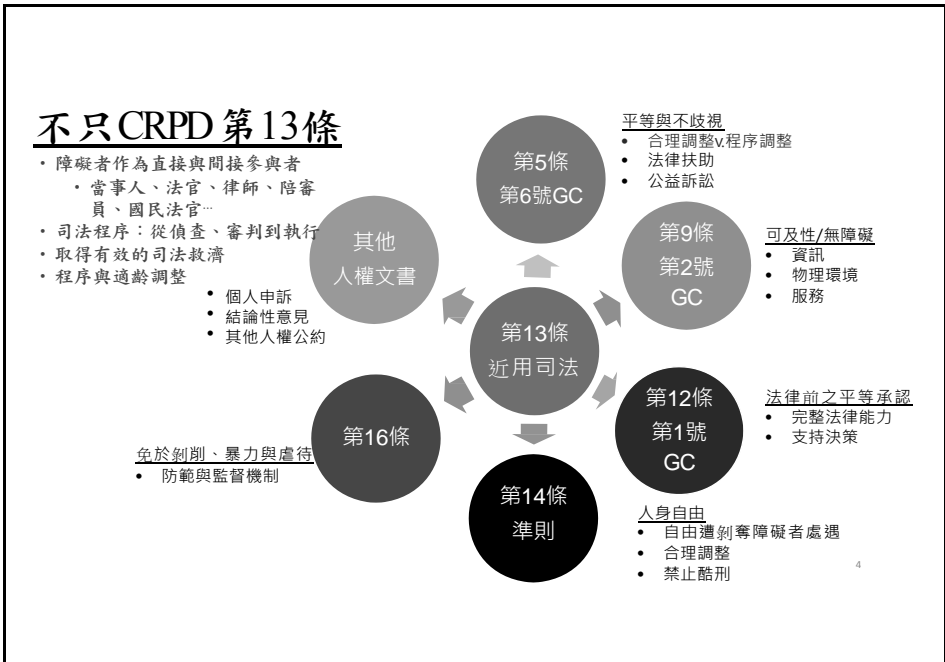 不只CRPD第13條
• 障礙者作為直接與間接參與者
• 當事人、法官、律師、陪審
員、國民法官…
• 司法程序：從偵查、審判到執行
• 取得有效的司法救濟
• 程序與適齡調整
第5條
第6號GC
平等與不歧視
• 合理調整v.程序調整
• 法律扶助
• 公益訴訟
其他
人權文書
• 個人申訴
• 結論性意見
• 其他人權公約
第9條
第2號
GC
可及性/無障礙
• 資訊
• 物理環境
• 服務
第13條
近用司法
第16條
免於剝削、暴力與虐待
• 防範與監督機制
第12條
第1號
GC
法律前之平等承認
• 完整法律能力
• 支持決策
第14條
準則
人身自由
• 自由遭剝奪障礙者處遇
• 合理調整
• 禁止酷刑
4